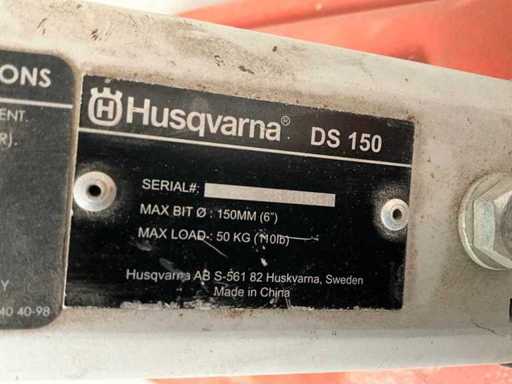 IONS
ENT.
R).
Y
40 40-98
Husqvarna® DS 150
SERIAL#:
MAX BIT Ø : 150MM (6")
MAX LOAD : 50 KG (110lb)
Husqvarna AB S-561 82 Huskvarna, Sweden
Made in China